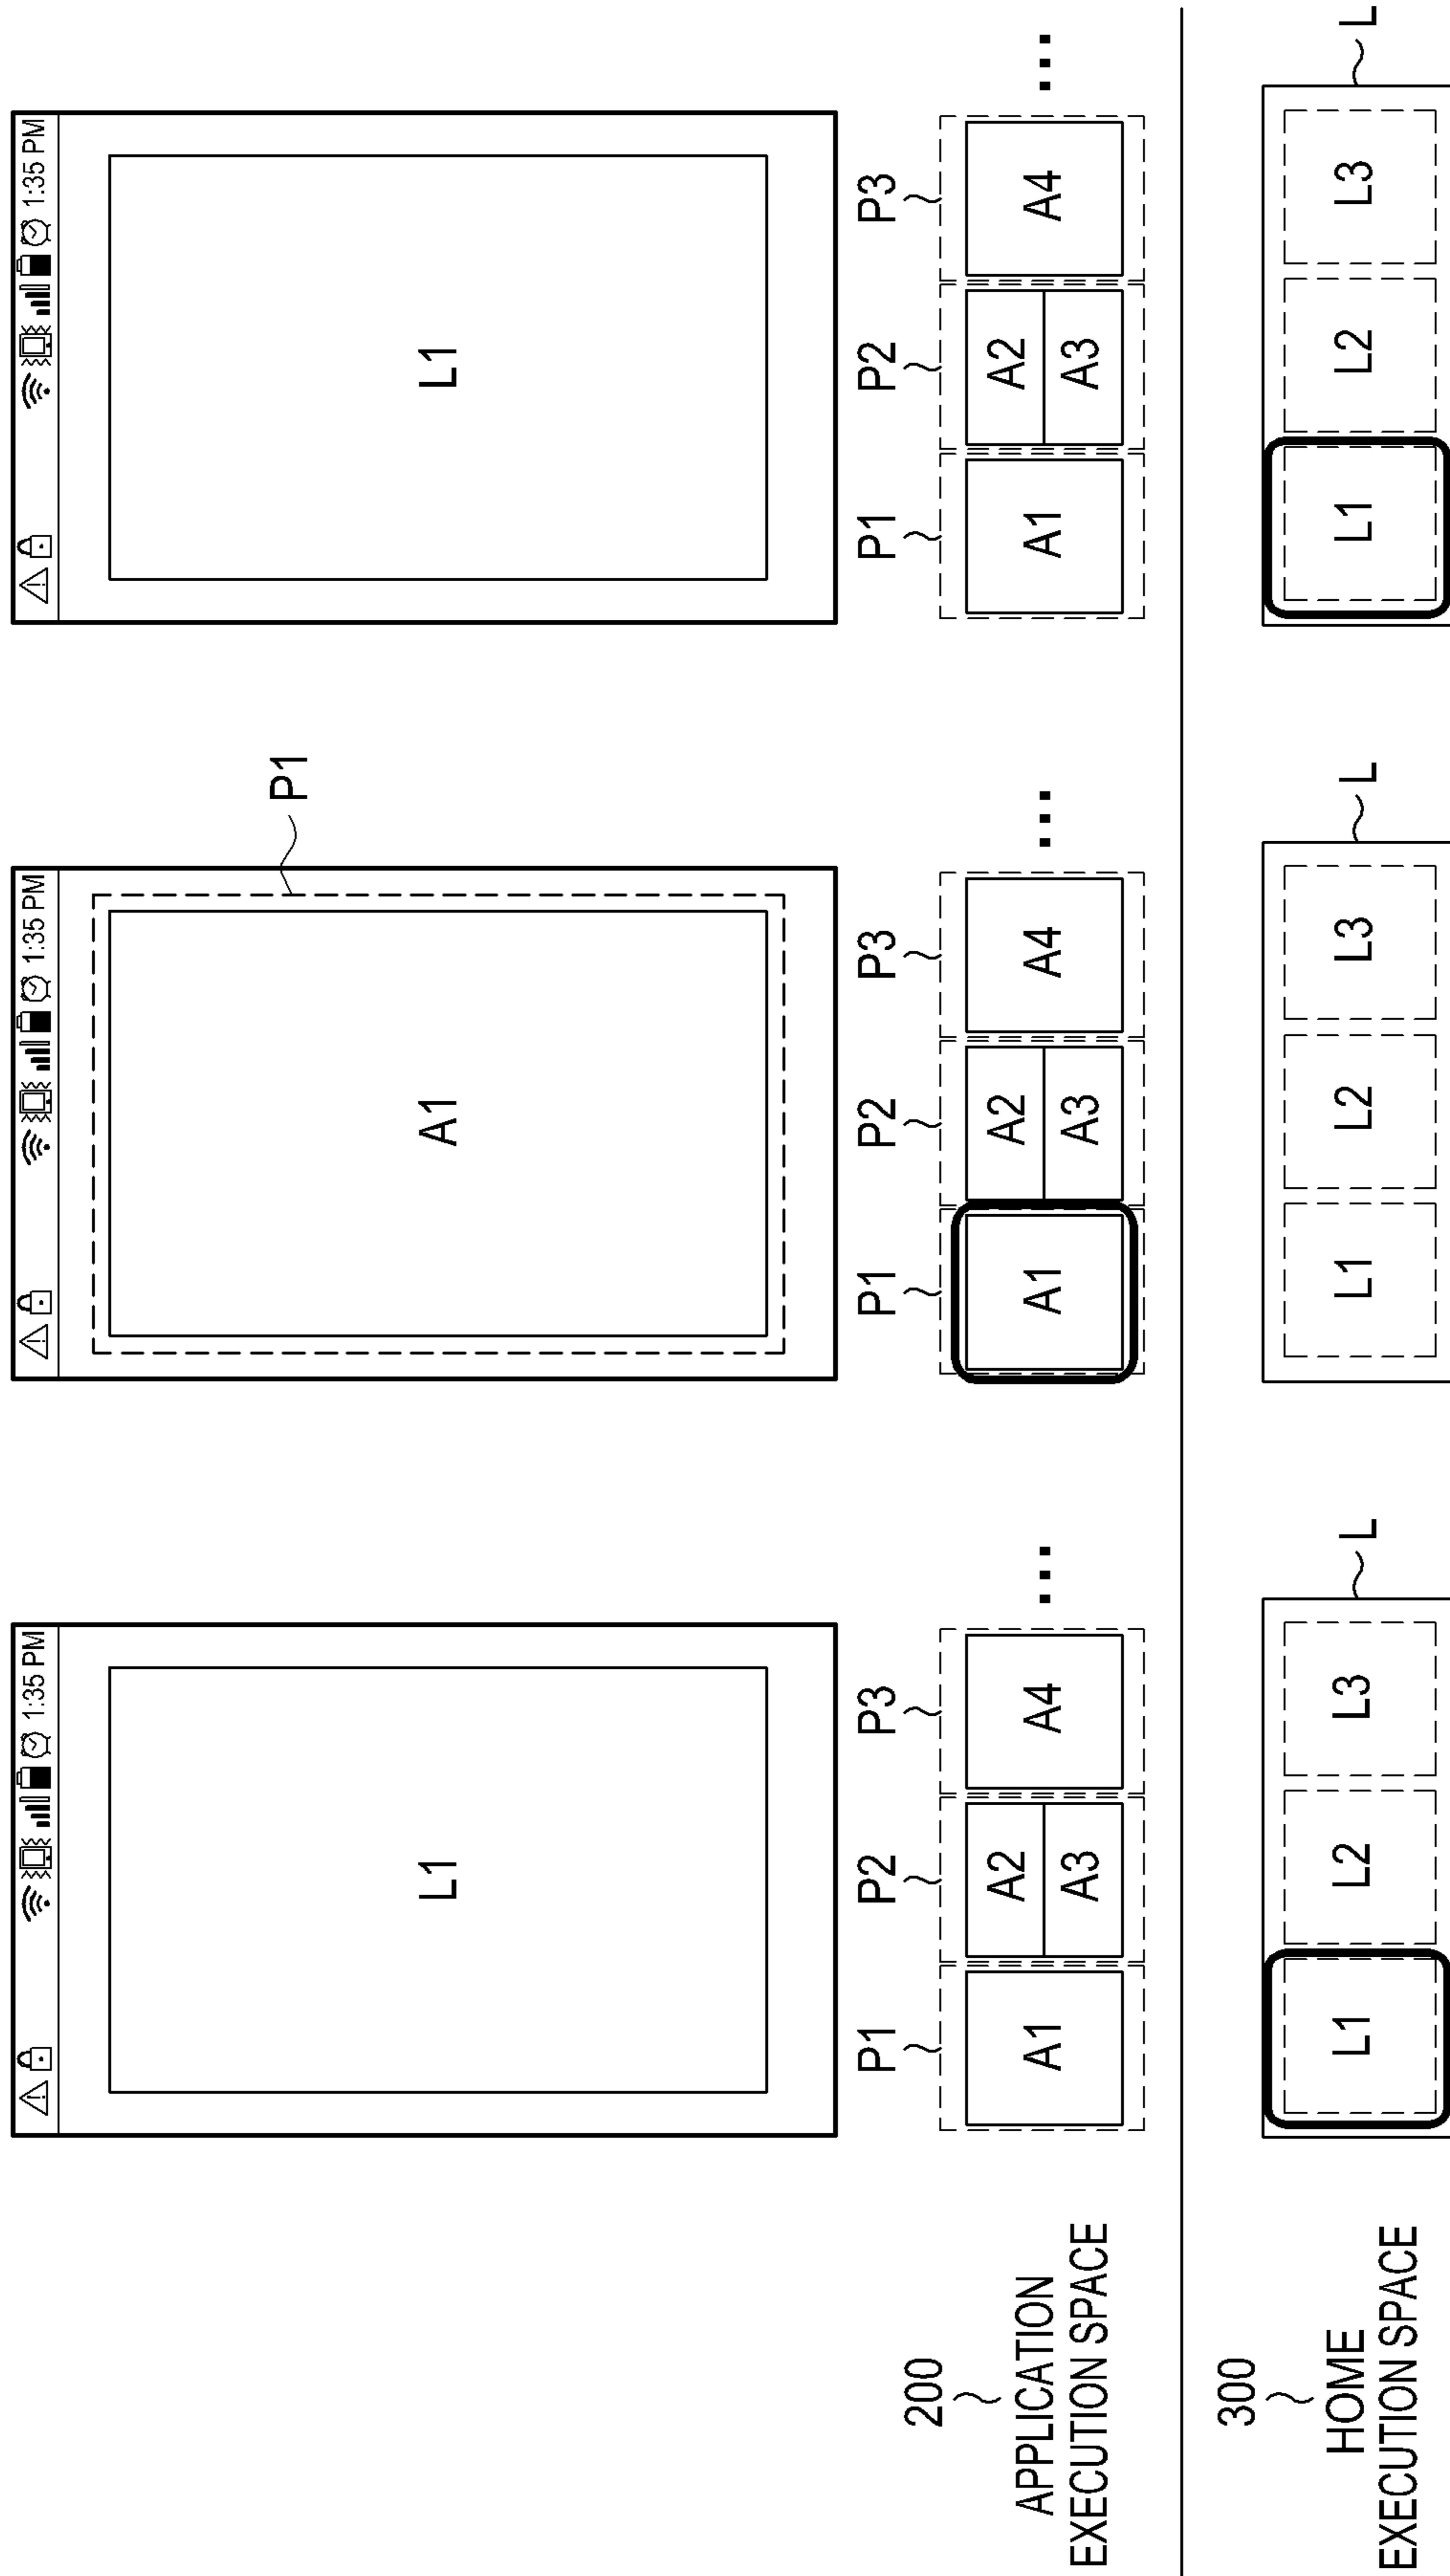 1:35 PM
1:35 PM
1:35 PM
P1
L1
A1
L1
P1 P2 P3
P1 P2 P3
P1 P2 P3
200
APPLICATION
EXECUTION SPACE
A1
A2
A3
A4
...
A1
A2
A3
A4
...
A1
A2
A3
A4
...
300
HOME
EXECUTION SPACE
L1 L2 L3 L
L1 L2 L3 L
L1 L2 L3 L